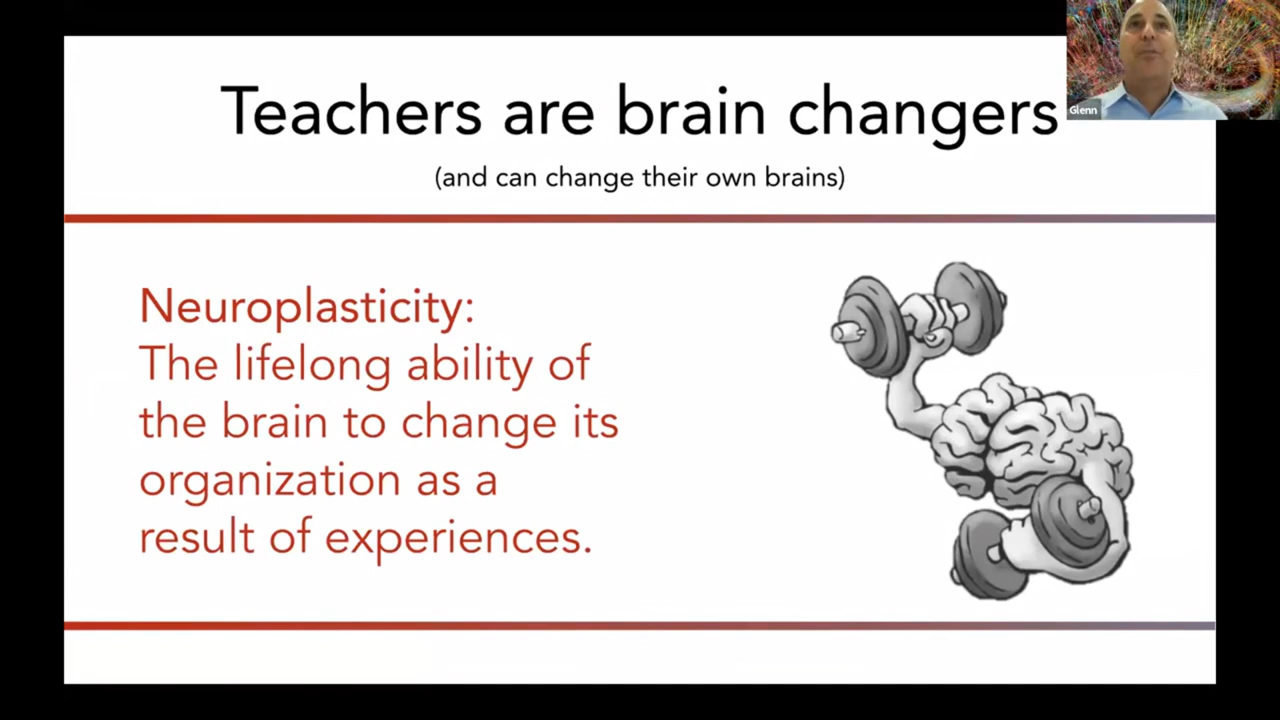 Teachers are brain changers
Glenn
(and can change their own brains)
Neuroplasticity:
The lifelong ability of
the brain to change its
organization as a
result of experiences.